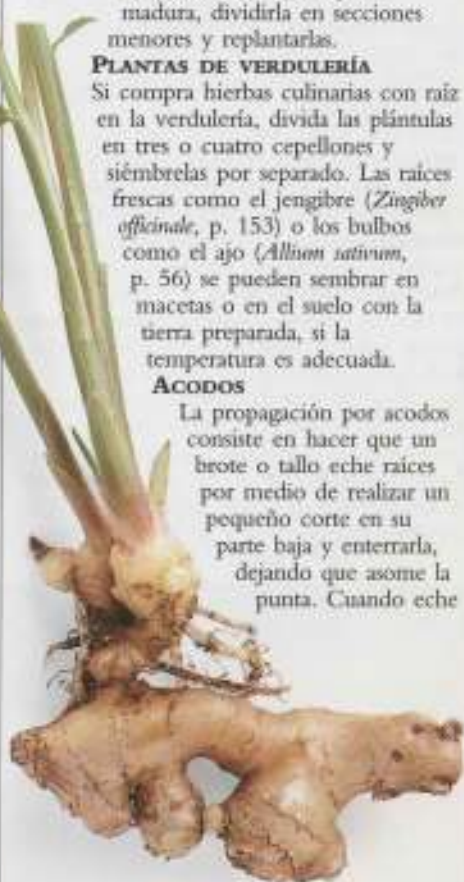 madura, dividirla en secciones
menores y replantarlas.
PLANTAS DE VERDULERÍA
Si compra hierbas culinarias con raíz
en la verdulería, divida las plántulas
en tres o cuatro cepellones y
siémbrelas por separado. Las raíces
frescas como el jengibre (Zingiber
officinale, p. 153) o los bulbos
como el ajo (Allium sativum,
p. 56) se pueden sembrar en
macetas o en el suelo con la
tierra preparada, si la
temperatura es adecuada.
ACODOS
La propagación por acodos
consiste en hacer que un
brote o tallo eche raíces
por medio de realizar un
pequeño corte en su
parte baja y enterrarla,
dejando que asome la
punta. Cuando eche